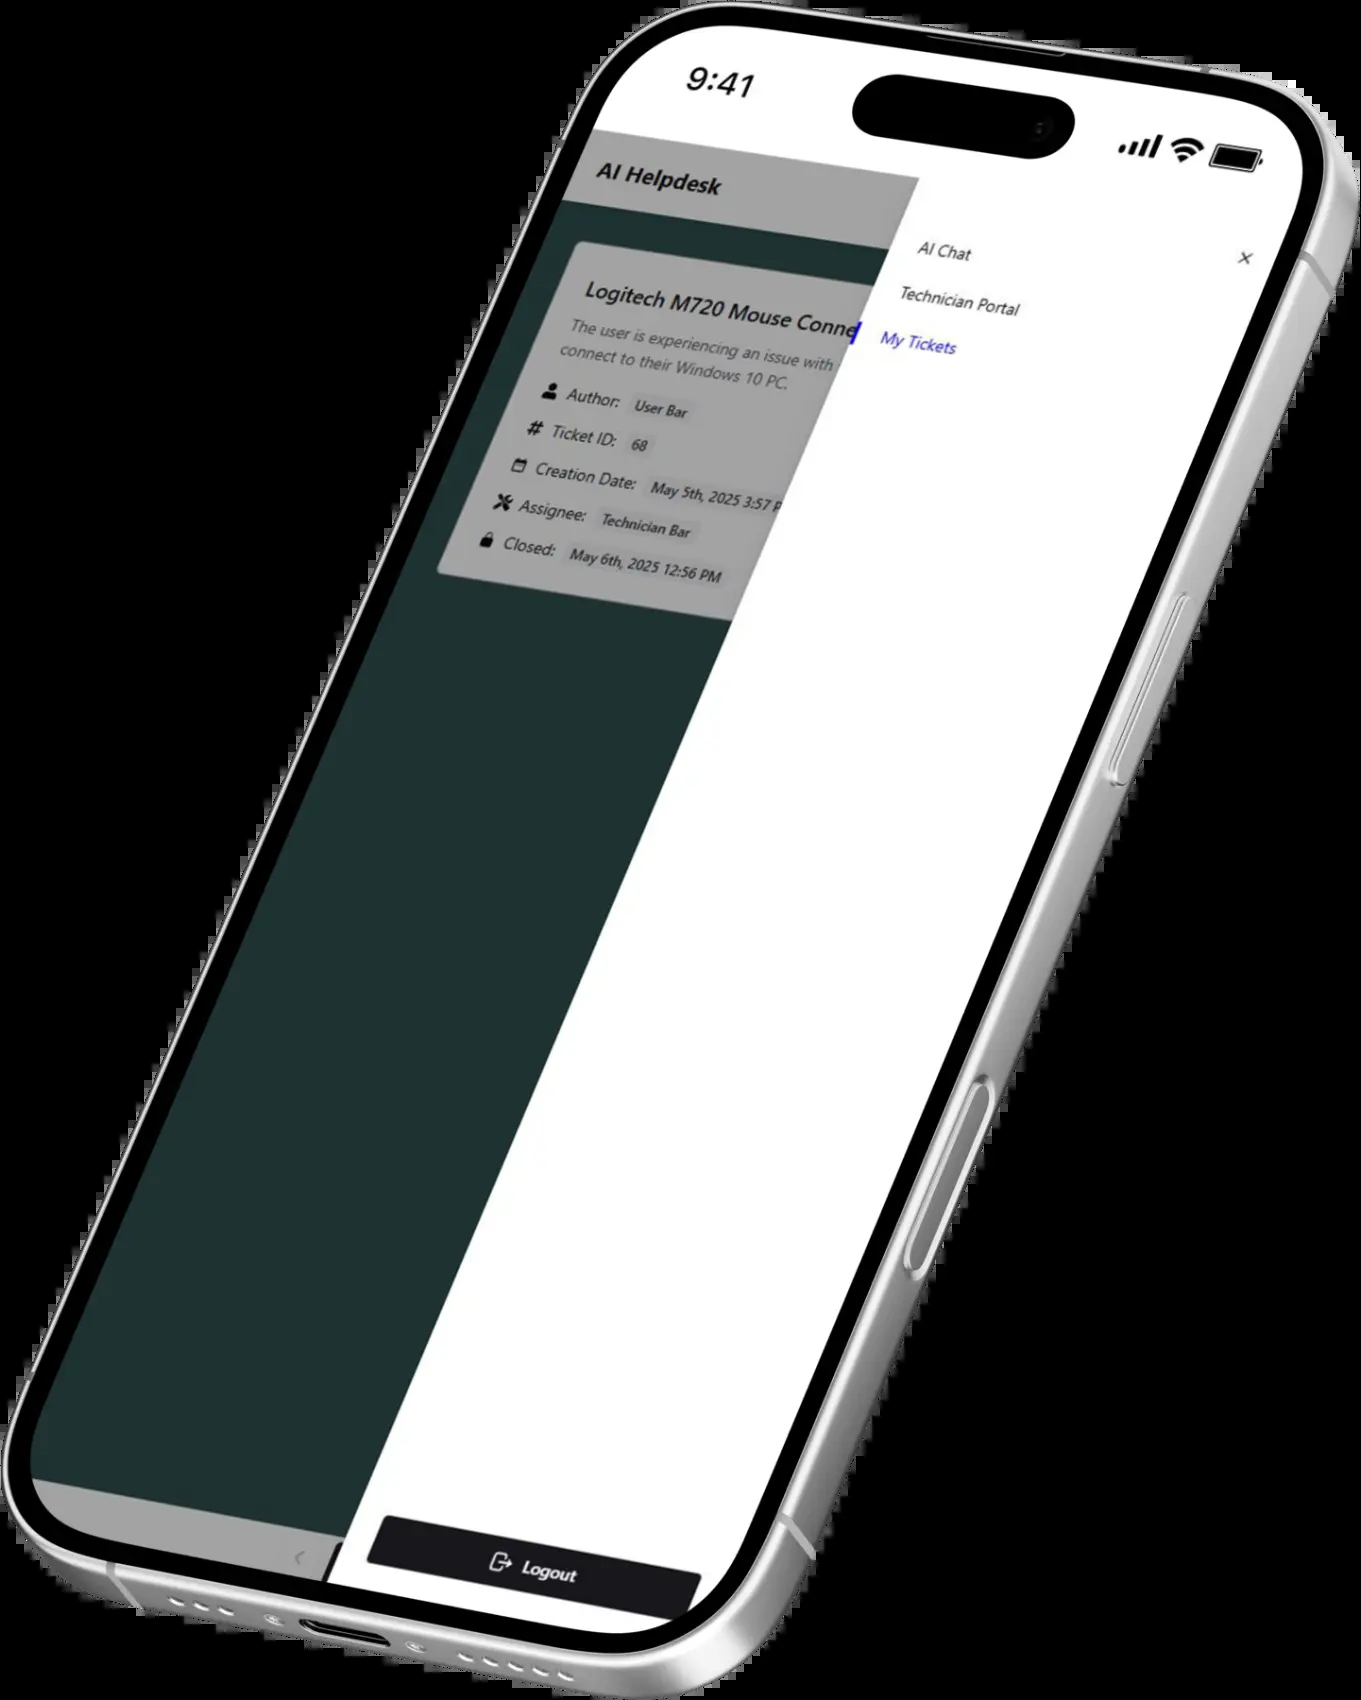 9:41
AI Helpdesk
Logitech M720 Mouse Conne
The user is experiencing an issue with
connect to their Windows 10 PC.
Author: User Bar
# Ticket ID: 68
Creation Date: May 5th, 2025 3:57 P
Assignee: Technician Bar
Closed: May 6th, 2025 12:56 PM
AI Chat
Technician Portal
My Tickets
Logout